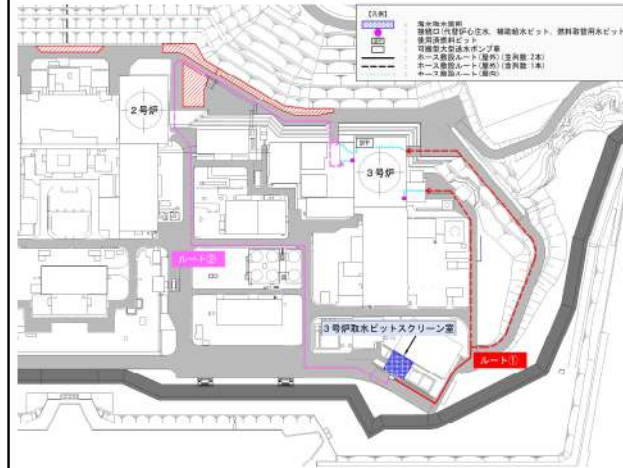 【凡例】
海水取水箇所
接続口(代替炉心注水、補助給水ピット、燃料取替用水ピット
使用済燃料ピット
可搬型大型送水ポンプ車
ホース敷設ルート(屋外)(並列数:2本)
ホース敷設ルート(屋外)(並列数:1本)
ホース敷設ルート(屋内)
2号炉
SFP
3号炉
ルート②
3号炉取水ピットスクリーン室
ルート①